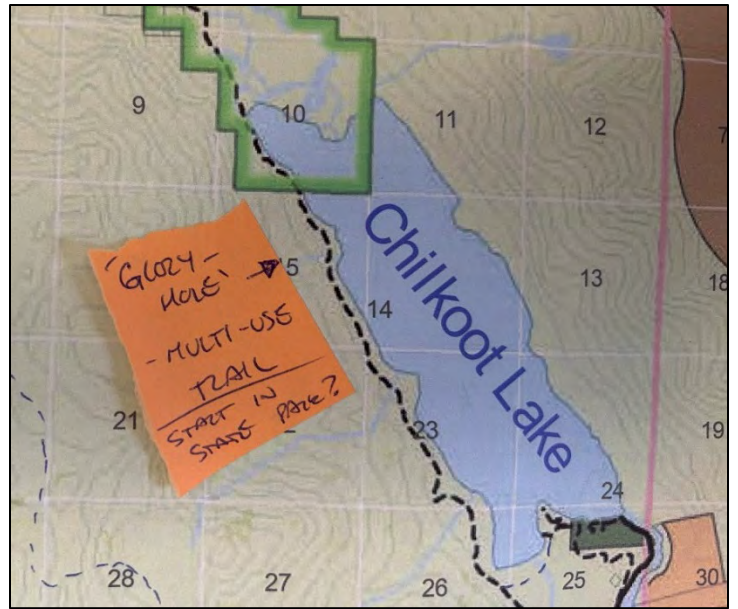 9
10
11
12
7
"GLORY-
HOLE"
5
- MULTI-USE
TRAIL
START IN
STATE PARK?
Chilkoot Lake
14
13
18
21
23
19
24
28
27
26
25
30